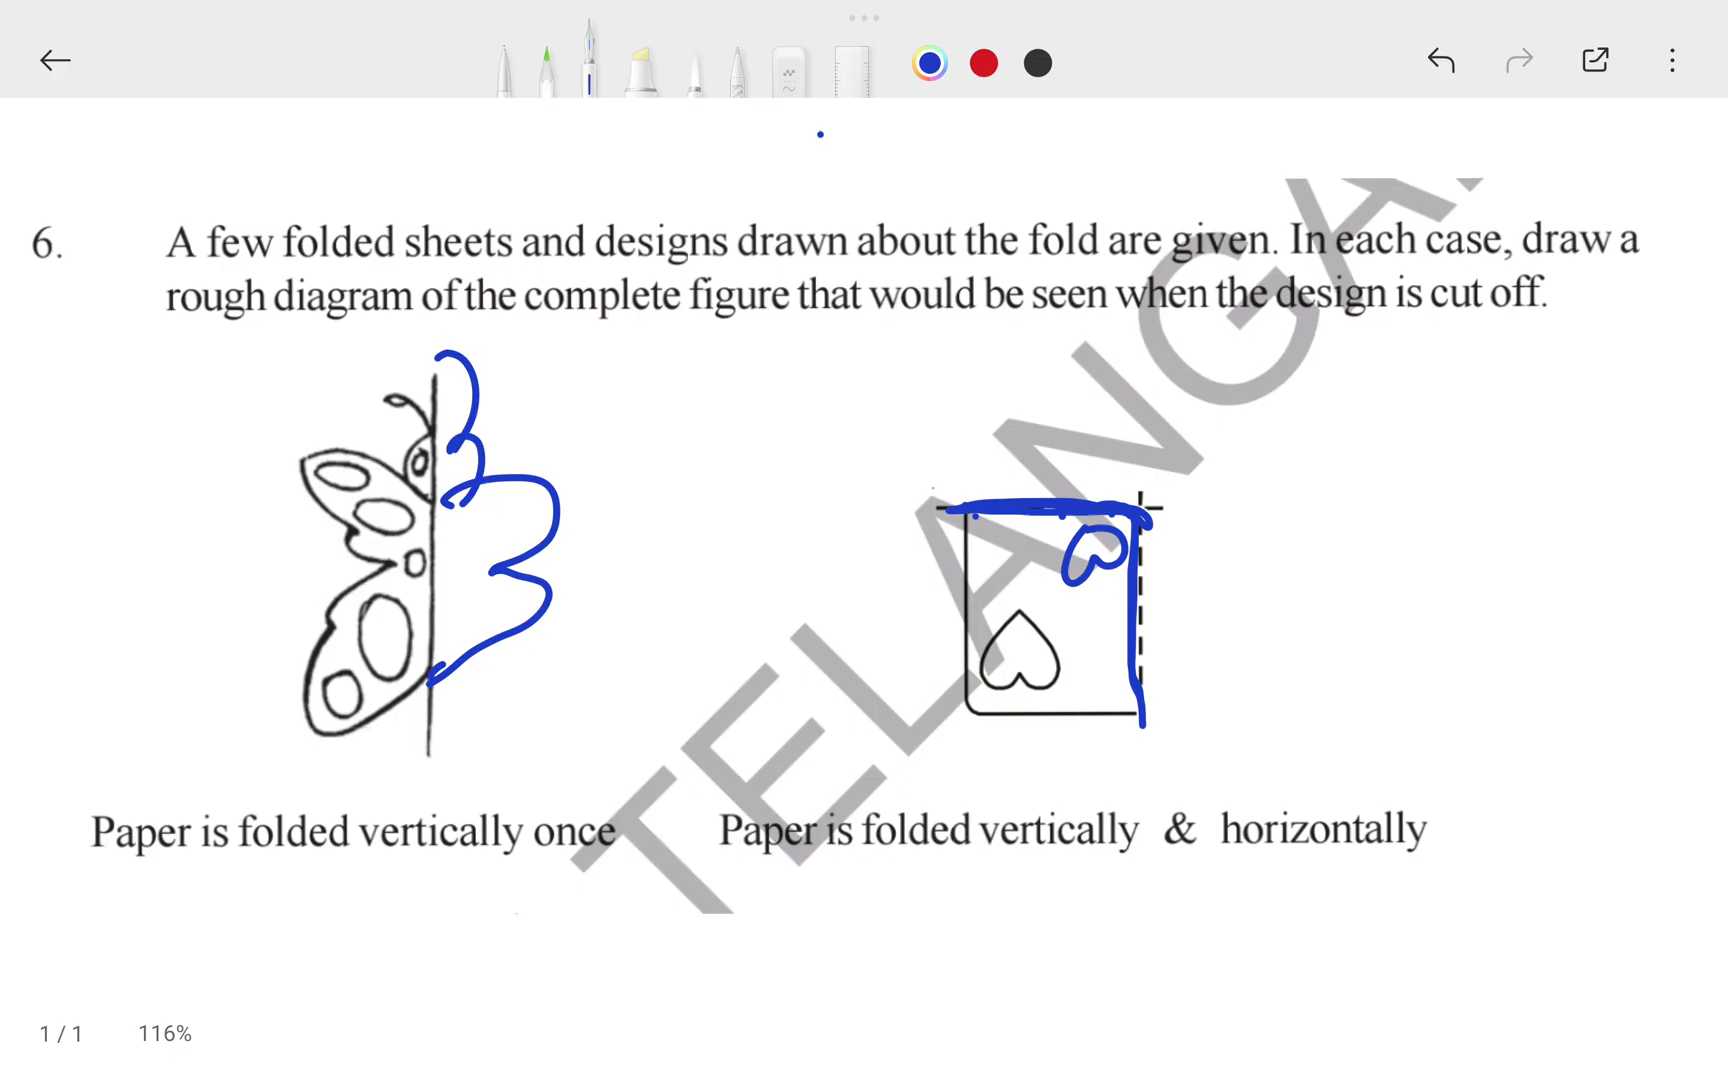 6. A few folded sheets and designs drawn about the fold are given. In each case, draw a
rough diagram of the complete figure that would be seen when the design is cut off.
TELANGA
Paper is folded vertically once
Paper is folded vertically & horizontally
1 / 1 116%